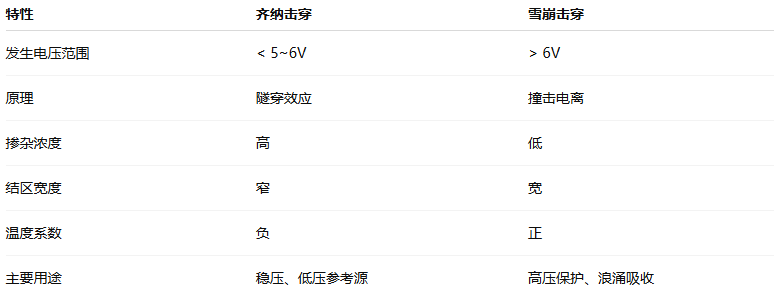 特性 齐纳击穿 雪崩击穿
发生电压范围 < 5~6V > 6V
原理 隧穿效应 撞击电离
掺杂浓度 高 低
结区宽度 窄 宽
温度系数 负 正
主要用途 稳压、低压参考源 高压保护、浪涌吸收